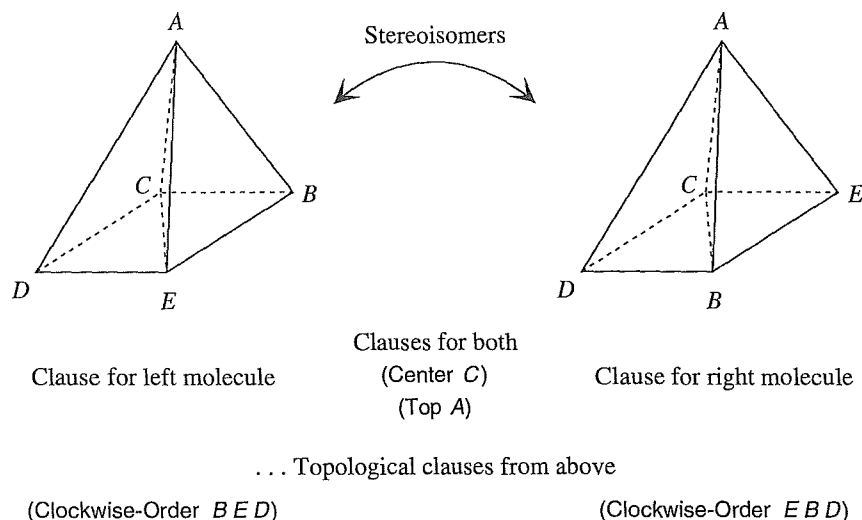 A A
Stereoisomers
C B C E
D E D B
Clauses for both
Clause for left molecule (Center C) Clause for right molecule
(Top A)
. . . Topological clauses from above
(Clockwise-Order B E D) (Clockwise-Order E B D)